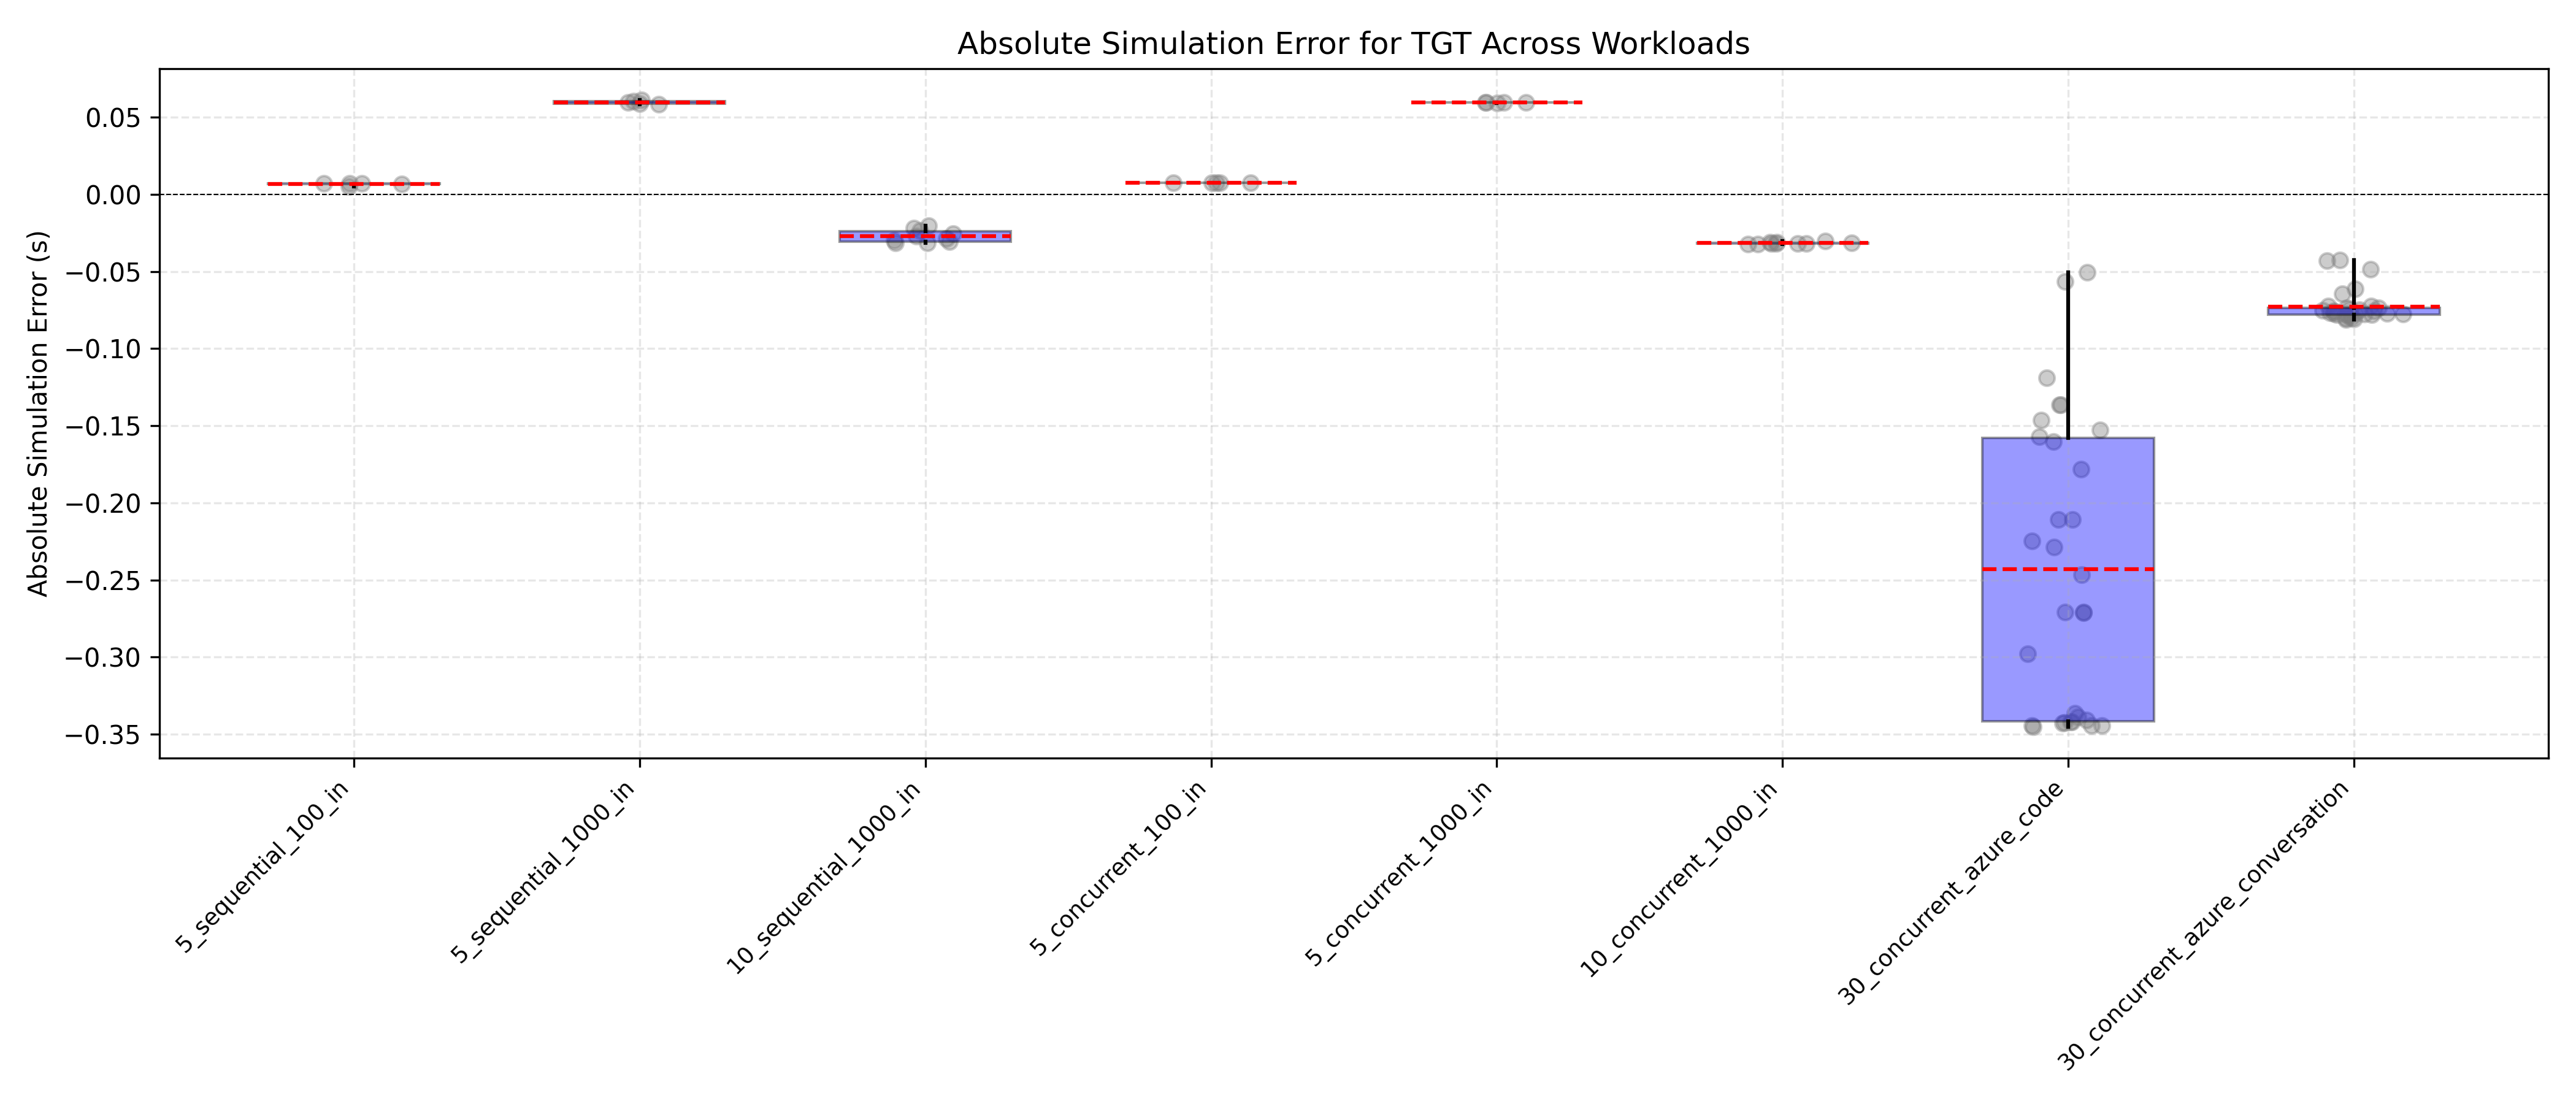 Absolute Simulation Error for TGT Across Workloads
Absolute Simulation Error (s)
0.05
0.00
−0.05
−0.10
−0.15
−0.20
−0.25
−0.30
−0.35
5_sequential_100_in
5_sequential_1000_in
10_sequential_1000_in
5_concurrent_100_in
5_concurrent_1000_in
10_concurrent_1000_in
30_concurrent_azure_code
30_concurrent_azure_conversation